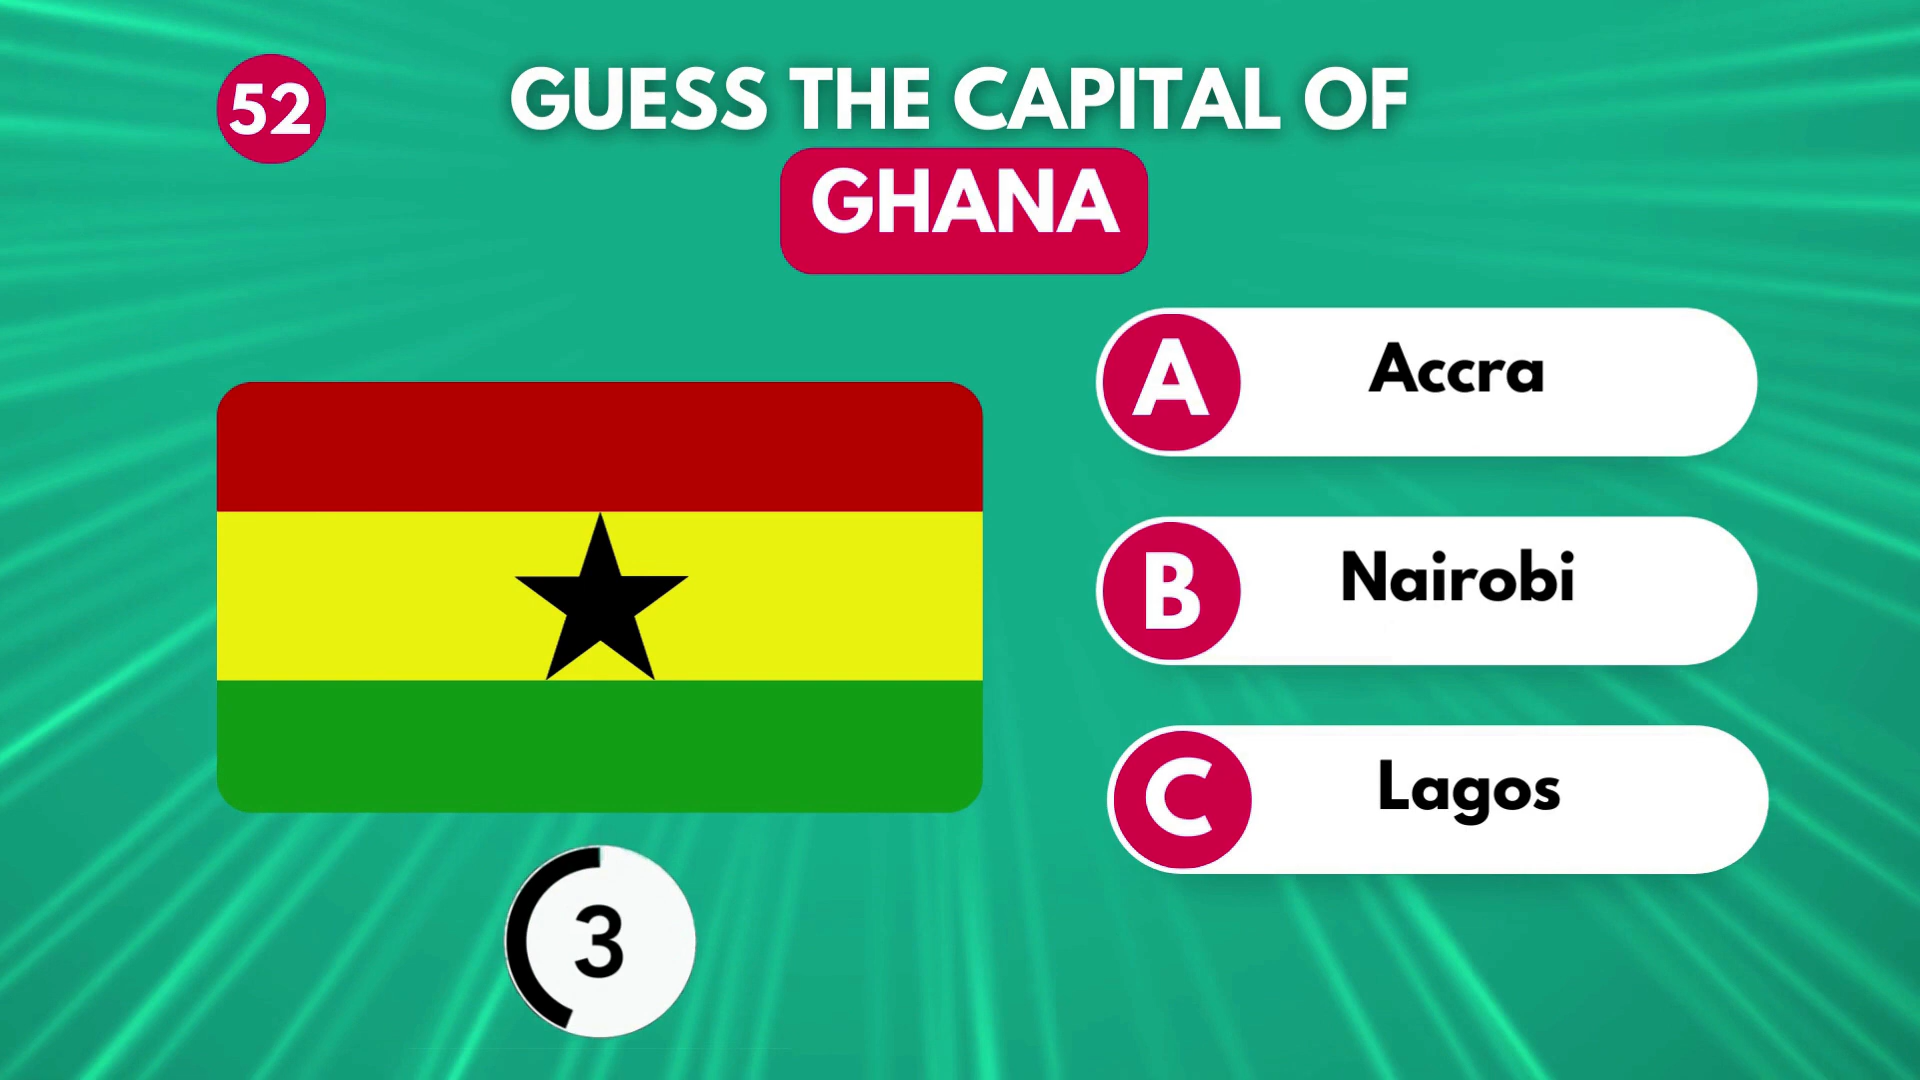 52
GUESS THE CAPITAL OF
GHANA
A Accra
B Nairobi
C Lagos
3